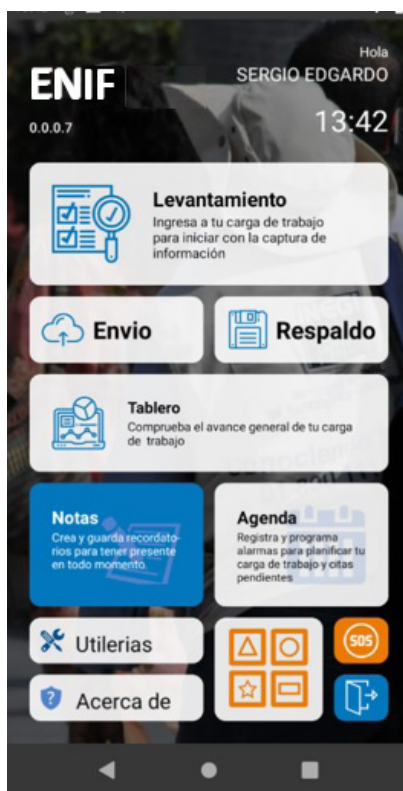 Hola
ENIF
SERGIO EDGARDO
0.0.0.7
13:42
Levantamiento
Ingresa a tu carga de trabajo
para iniciar con la captura de
información
Envio
Respaldo
Tablero
Comprueba el avance general de tu carga
de trabajo
Notas
Crea y guarda recordato-
rios para tener presente
en todo momento.
Agenda
Registra y programa
alarmas para planificar tu
carga de trabajo y citas
pendientes
Utilerias
SOS
Acerca de